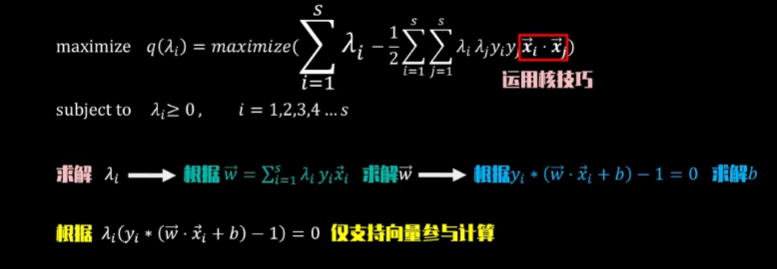 maximize q(λᵢ) = maximize(∑ᵢ₌₁ˢ λᵢ − ½ ∑ᵢ₌₁ˢ ∑ⱼ₌₁ˢ λᵢ λⱼ yᵢ yⱼ x⃗ᵢ · x⃗ⱼ)
运用核技巧
subject to λᵢ ≥ 0 , i = 1,2,3,4 … s
求解 λᵢ ⟶ 根据 w⃗ = ∑ᵢ₌₁ˢ λᵢ yᵢ x⃗ᵢ 求解 w⃗ ⟶ 根据 yᵢ ∗ (w⃗ · x⃗ᵢ + b) − 1 = 0 求解 b
根据 λᵢ(yᵢ ∗ (w⃗ · x⃗ᵢ + b) − 1) = 0 仅支持向量参与计算